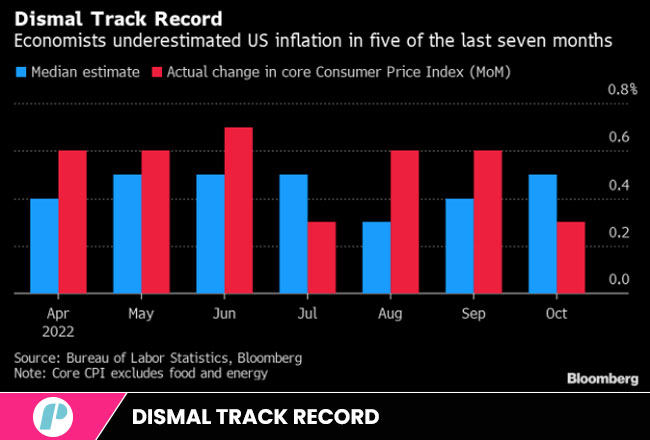 Dismal Track Record
Economists underestimated US inflation in five of the last seven months
Median estimate Actual change in core Consumer Price Index (MoM)
0.8%
0.6
0.4
0.2
0.0
Apr May Jun Jul Aug Sep Oct
2022
Source: Bureau of Labor Statistics, Bloomberg
Note: Core CPI excludes food and energy
Bloomberg
DISMAL TRACK RECORD